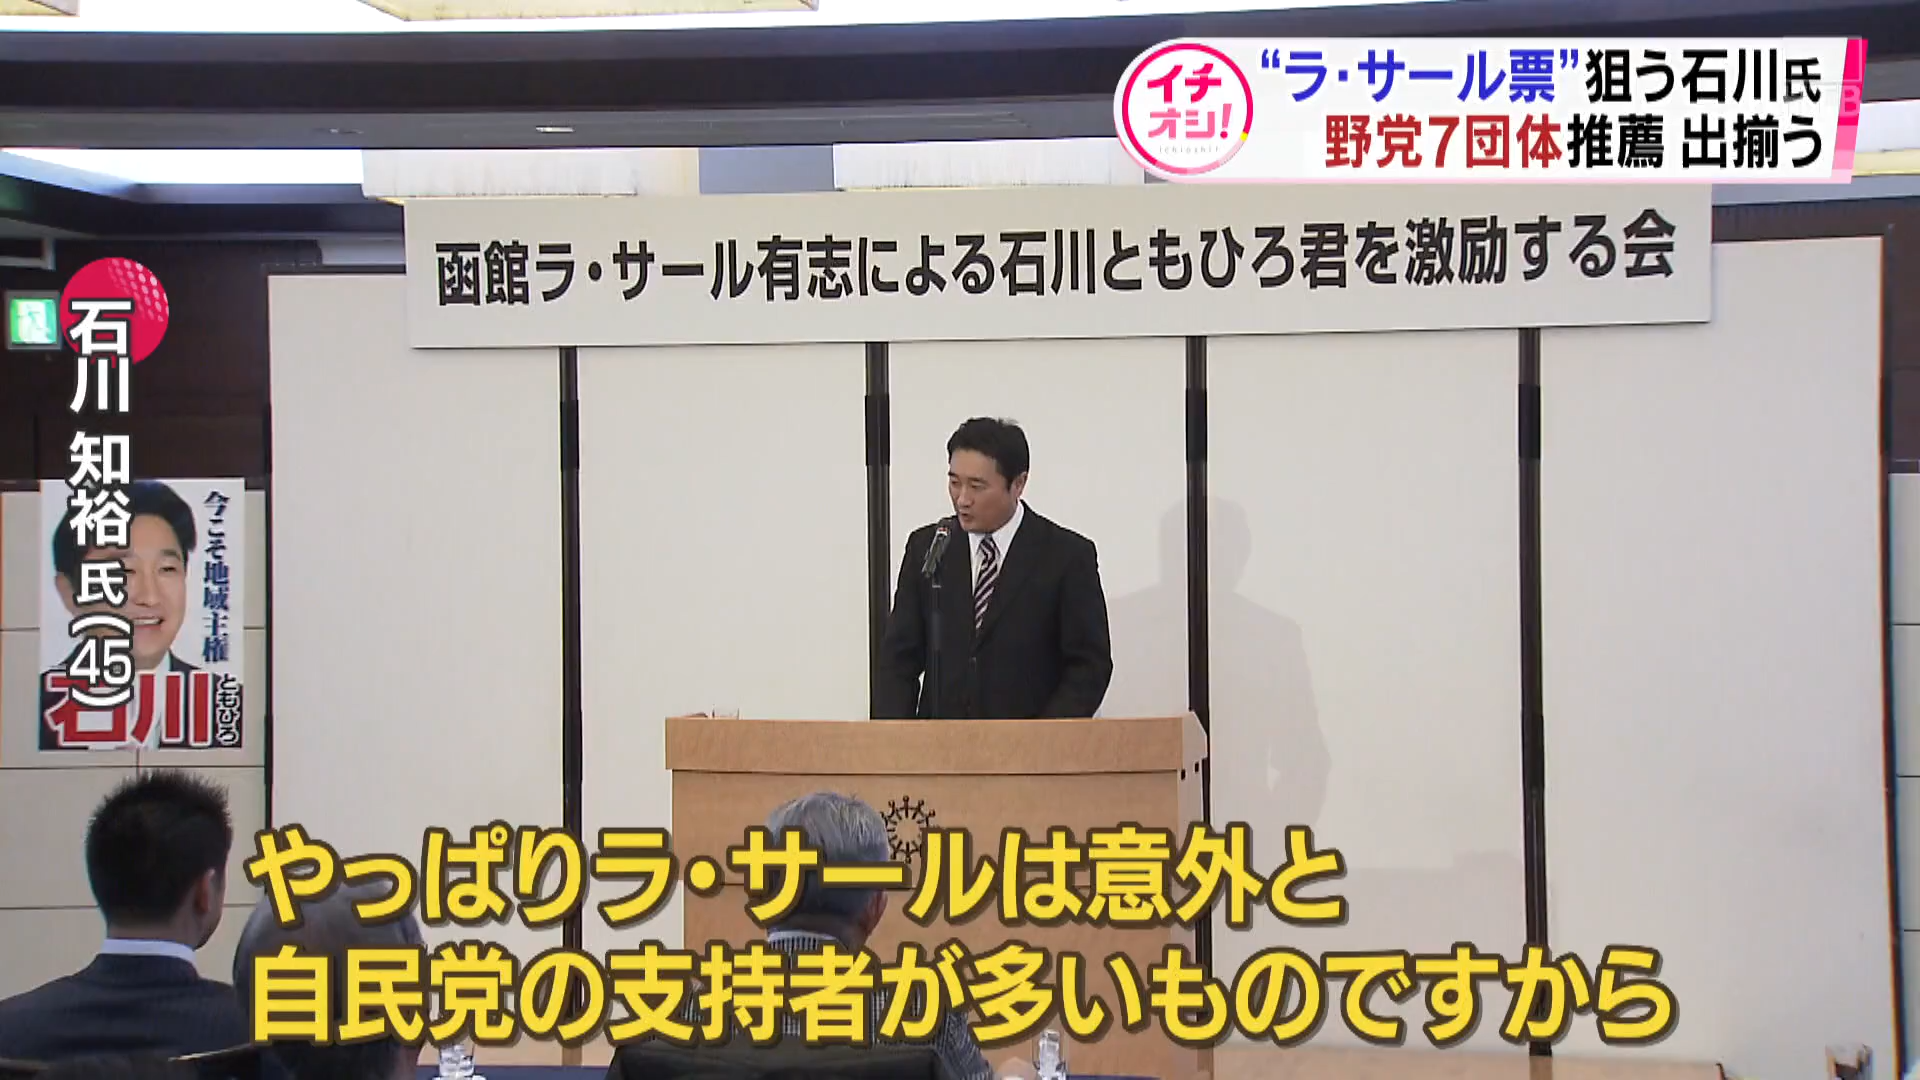 イチ
オシ!
ichioshi!
“ラ・サール票”狙う石川氏
野党7団体推薦 出揃う
函館ラ・サール有志による石川ともひろ君を激励する会
石川 知裕 氏(45)
今こそ地域主権
石川
ともひろ
やっぱりラ・サールは意外と
自民党の支持者が多いものですから